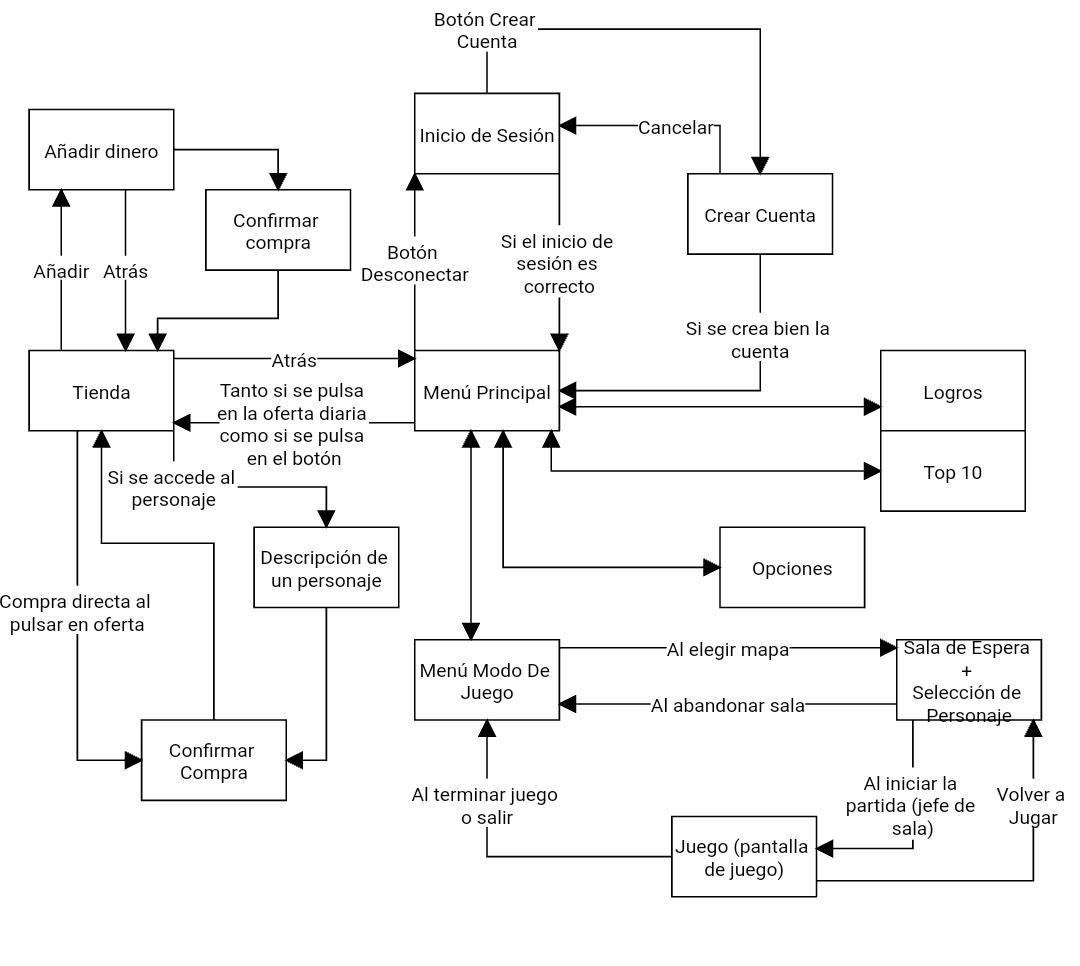 Botón Crear
Cuenta
Inicio de Sesión
Cancelar
Añadir dinero
Crear Cuenta
Confirmar
compra
Botón
Desconectar
Si el inicio de
sesión es
correcto
Añadir
Atrás
Si se crea bien la
cuenta
Tienda
Atrás
Menú Principal
Logros
Tanto si se pulsa
en la oferta diaria
como si se pulsa
en el botón
Top 10
Si se accede al
personaje
Descripción de
un personaje
Opciones
Compra directa al
pulsar en oferta
Menú Modo De
Juego
Al elegir mapa
Sala de Espera
+
Selección de
Personaje
Al abandonar sala
Confirmar
Compra
Al terminar juego
o salir
Al iniciar la
partida (jefe de
sala)
Volver a
Jugar
Juego (pantalla
de juego)